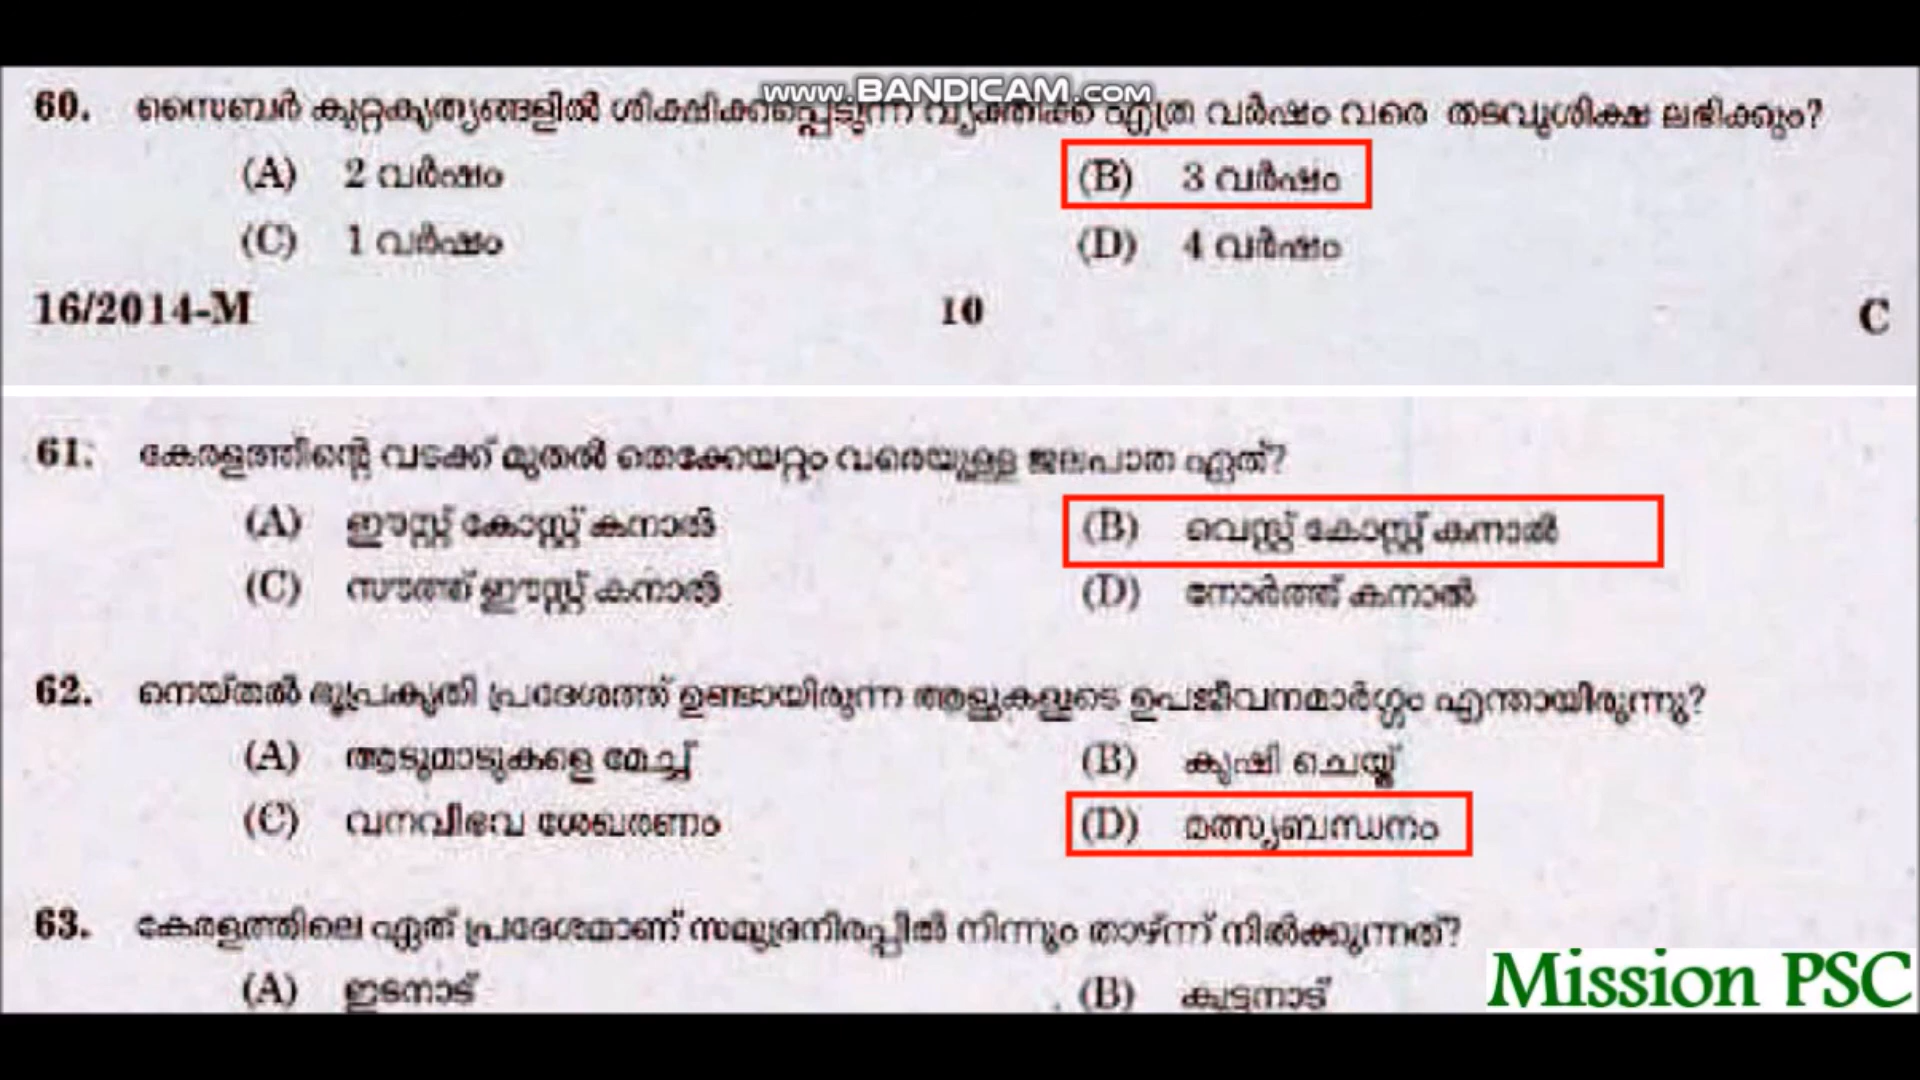 www.BANDICAM.com
60. സൈബർ കുറ്റകൃത്യങ്ങളിൽ ശിക്ഷിക്കപ്പെടുന്ന വ്യക്തിക്ക് എത്ര വർഷം വരെ തടവുശിക്ഷ ലഭിക്കും?
(A) 2 വർഷം (B) 3 വർഷം
(C) 1 വർഷം (D) 4 വർഷം
16/2014-M 10 C
61. കേരളത്തിന്റെ വടക്ക് മുതൽ തെക്കേയറ്റം വരെയുള്ള ജലപാത ഏത്?
(A) ഈസ്റ്റ് കോസ്റ്റ് കനാൽ (B) വെസ്റ്റ് കോസ്റ്റ് കനാൽ
(C) സൗത്ത് ഈസ്റ്റ് കനാൽ (D) നോർത്ത് കനാൽ
62. നെയ്തൽ ഭൂപ്രകൃതി പ്രദേശത്ത് ഉണ്ടായിരുന്ന ആളുകളുടെ ഉപജീവനമാർഗ്ഗം എന്തായിരുന്നു?
(A) ആടുമാടുകളെ മേച്ച് (B) കൃഷി ചെയ്ത്
(C) വനവിഭവ ശേഖരണം (D) മത്സ്യബന്ധനം
63. കേരളത്തിലെ ഏത് പ്രദേശമാണ് സമുദ്രനിരപ്പിൽ നിന്നും താഴ്ന്ന് നിൽക്കുന്നത്?
(A) ഇടനാട് (B) കുട്ടനാട്
Mission PSC